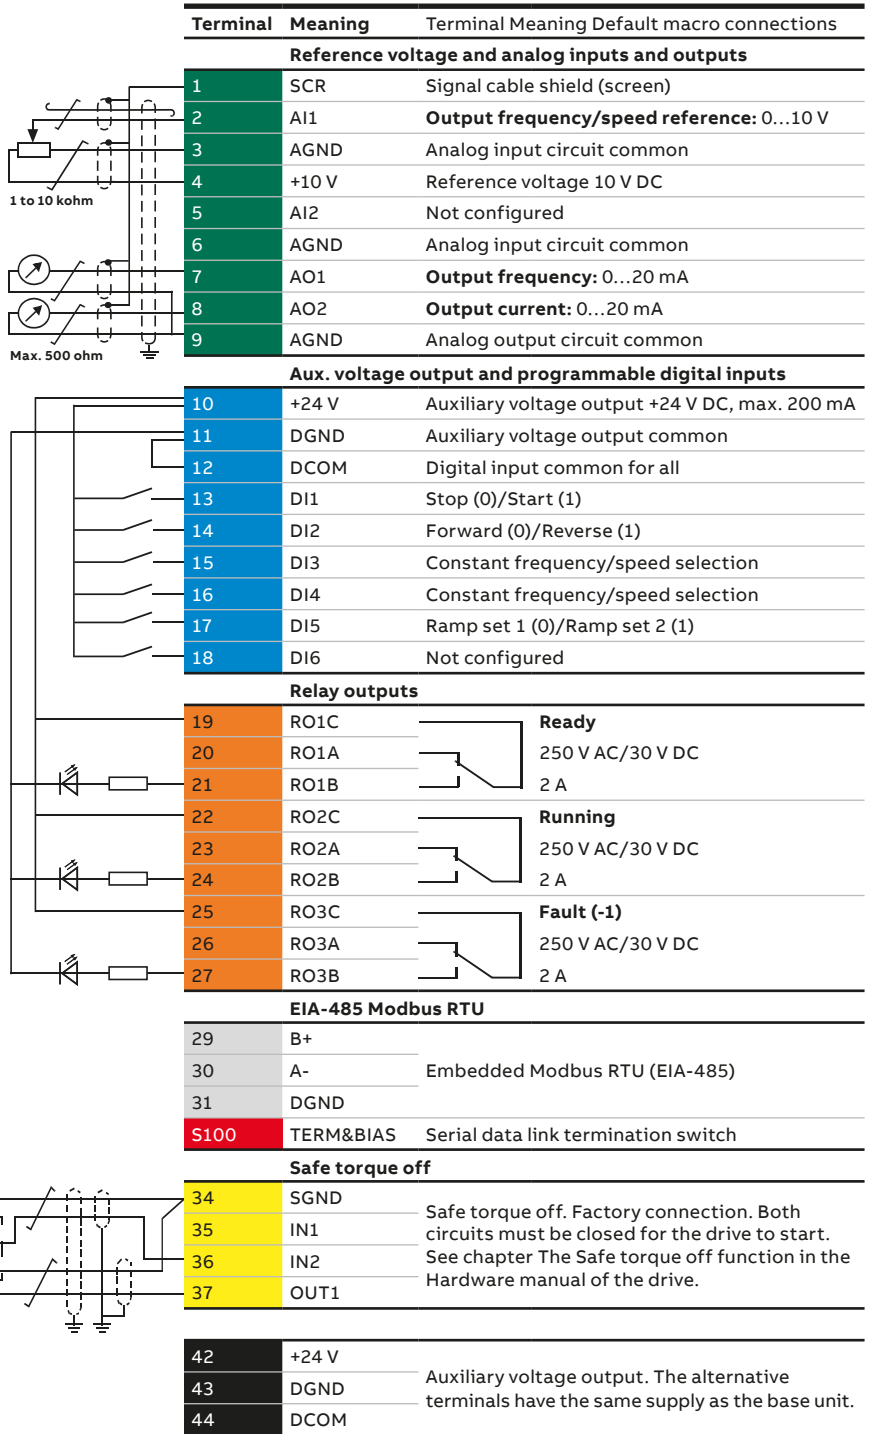 Terminal Meaning Terminal Meaning Default macro connections
Reference voltage and analog inputs and outputs
1 SCR Signal cable shield (screen)
2 AI1 Output frequency/speed reference: 0...10 V
3 AGND Analog input circuit common
4 +10 V Reference voltage 10 V DC
1 to 10 kohm
5 AI2 Not configured
6 AGND Analog input circuit common
7 AO1 Output frequency: 0...20 mA
8 AO2 Output current: 0...20 mA
9 AGND Analog output circuit common
Max. 500 ohm
Aux. voltage output and programmable digital inputs
10 +24 V Auxiliary voltage output +24 V DC, max. 200 mA
11 DGND Auxiliary voltage output common
12 DCOM Digital input common for all
13 DI1 Stop (0)/Start (1)
14 DI2 Forward (0)/Reverse (1)
15 DI3 Constant frequency/speed selection
16 DI4 Constant frequency/speed selection
17 DI5 Ramp set 1 (0)/Ramp set 2 (1)
18 DI6 Not configured
Relay outputs
19 RO1C Ready
20 RO1A 250 V AC/30 V DC
21 RO1B 2 A
22 RO2C Running
23 RO2A 250 V AC/30 V DC
24 RO2B 2 A
25 RO3C Fault (-1)
26 RO3A 250 V AC/30 V DC
27 RO3B 2 A
EIA-485 Modbus RTU
29 B+
30 A- Embedded Modbus RTU (EIA-485)
31 DGND
S100 TERM&BIAS Serial data link termination switch
Safe torque off
34 SGND
35 IN1
36 IN2
37 OUT1
Safe torque off. Factory connection. Both
circuits must be closed for the drive to start.
See chapter The Safe torque off function in the
Hardware manual of the drive.
42 +24 V
43 DGND
44 DCOM
Auxiliary voltage output. The alternative
terminals have the same supply as the base unit.